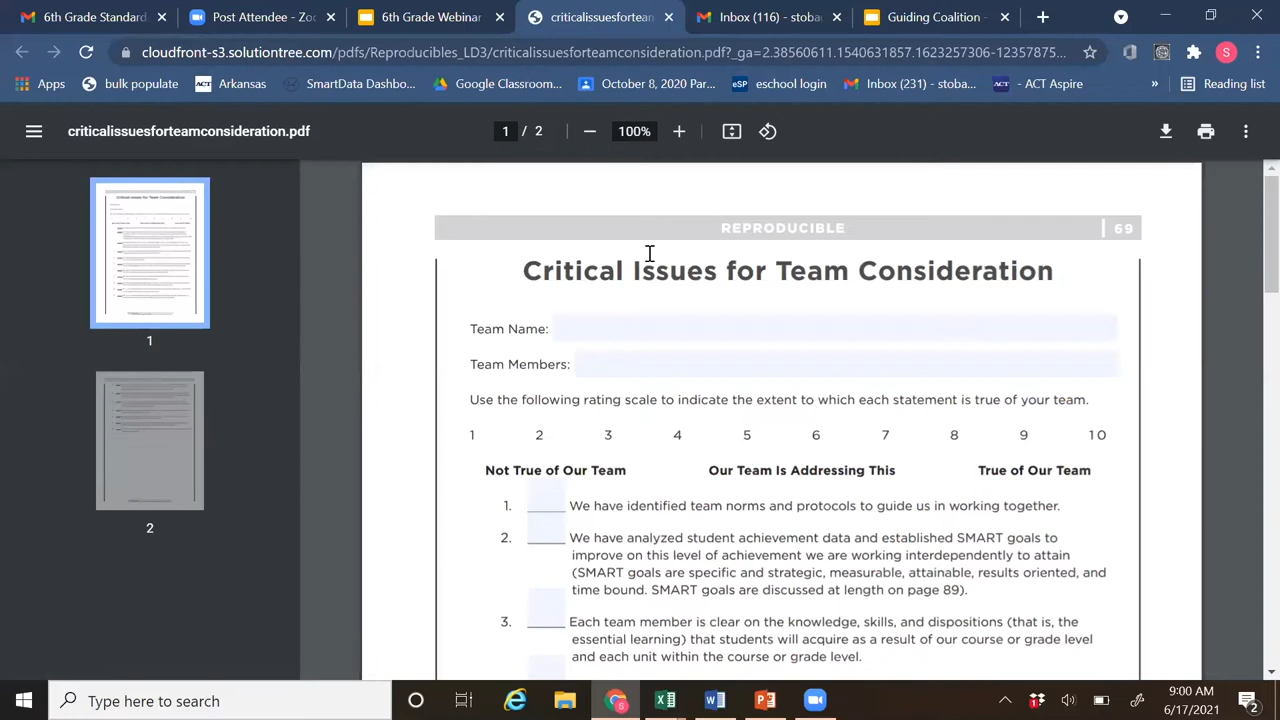 6th Grade Standard
Post Attendee - Zoo
6th Grade Webinar
criticalissuesfortean
Inbox (116) - stoba
Guiding Coalition -
cloudfront-s3.solutiontree.com/pdfs/Reproducibles_LD3/criticalissuesforteamconsideration.pdf?_ga=2.38560611.1540631857.1623257306-12357875...
S
Apps
bulk populate
ACT
Arkansas
SmartData Dashbo...
Google Classroom...
October 8, 2020 Par...
eSP
eschool login
Inbox (231) - stoba...
ACT
- ACT Aspire
»
Reading list
criticalissuesforteamconsideration.pdf
1 / 2
100%
1
2
REPRODUCIBLE
| 69
Critical Issues for Team Consideration
Team Name:
Team Members:
Use the following rating scale to indicate the extent to which each statement is true of your team.
1 2 3 4 5 6 7 8 9 10
Not True of Our Team Our Team Is Addressing This True of Our Team
1. ____ We have identified team norms and protocols to guide us in working together.
2. ____ We have analyzed student achievement data and established SMART goals to
improve on this level of achievement we are working interdependently to attain
(SMART goals are specific and strategic, measurable, attainable, results oriented, and
time bound. SMART goals are discussed at length on page 89).
3. ____ Each team member is clear on the knowledge, skills, and dispositions (that is, the
essential learning) that students will acquire as a result of our course or grade level
and each unit within the course or grade level.
Type here to search
9:00 AM
6/17/2021
2